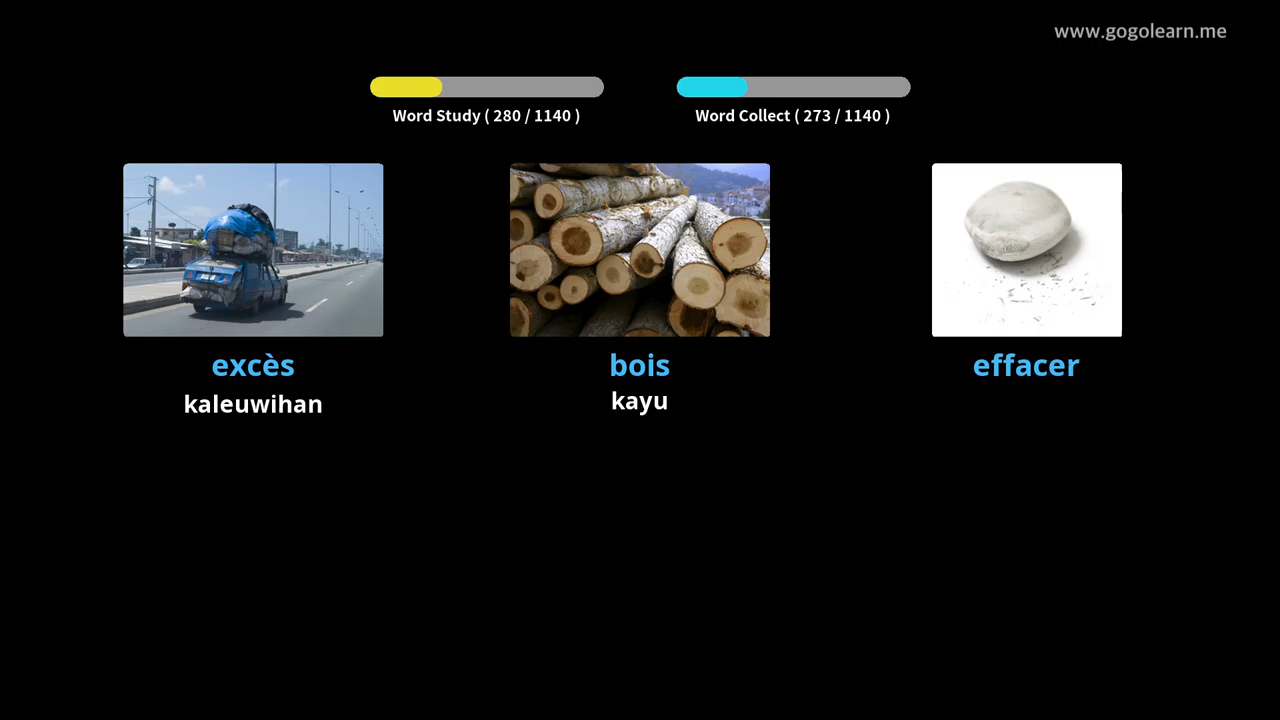 www.gogolearn.me
Word Study ( 280 / 1140 )
Word Collect ( 273 / 1140 )
excès
bois
effacer
kaleuwihan
kayu